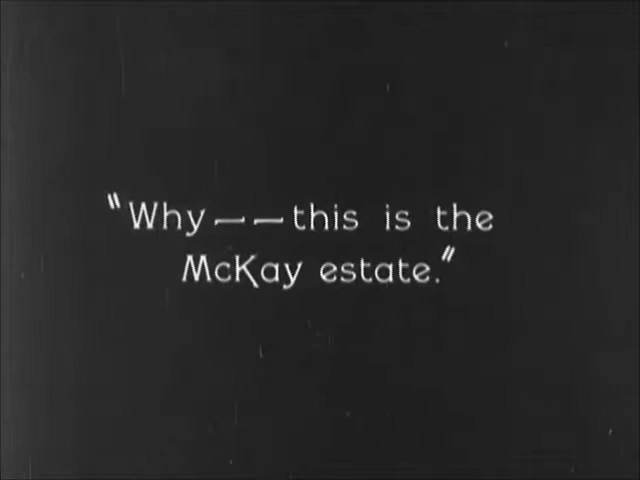 "Why — — this is the
McKay estate."